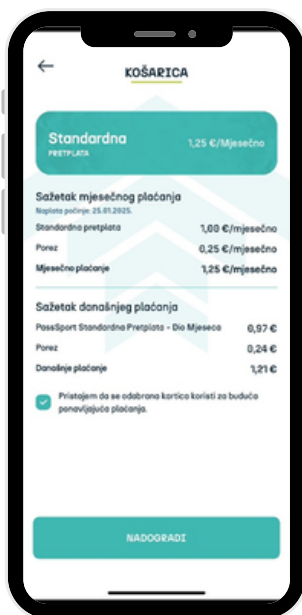 KOŠARICA
Standardna
PRETPLATA
1,25 €/Mjesečno
Sažetak mjesečnog plaćanja
Naplata počinje: 25.01.2025.
Standardna pretplata 1,00 €/mjesečno
Porez 0,25 €/mjesečno
Mjesečno plaćanje 1,25 €/mjesečno
Sažetak današnjeg plaćanja
PassSport Standardna Pretplata - Dio Mjeseca 0,97 €
Porez 0,24 €
Današnje plaćanje 1,21 €
Pristajem da se odabrana kartica koristi za buduća
ponavljajuća plaćanja.
NADOGRADI